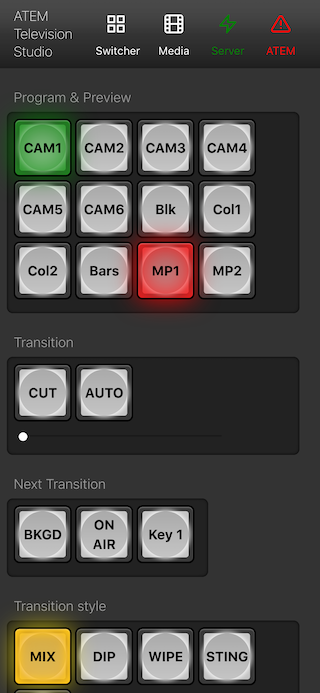 ATEM
Television
Studio
Switcher
Media
Server
ATEM
Program & Preview
CAM1 CAM2 CAM3 CAM4
CAM5 CAM6 Blk Col1
Col2 Bars MP1 MP2
Transition
CUT AUTO
Next Transition
BKGD ON AIR Key 1
Transition style
MIX DIP WIPE STING